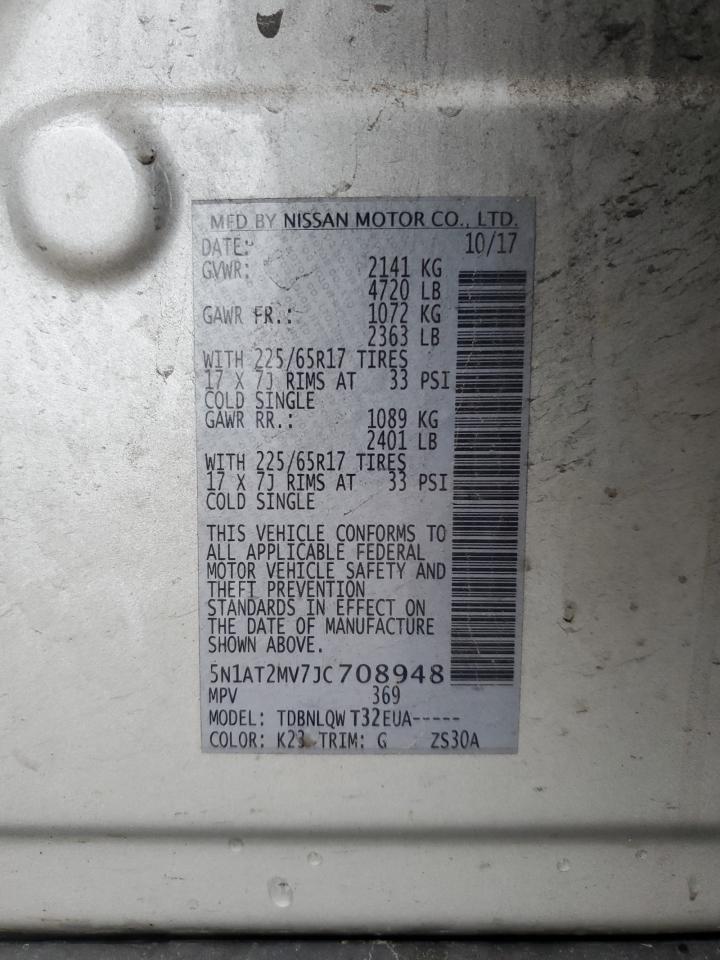 MFD BY NISSAN MOTOR CO., LTD.
DATE: 10/17
GVWR: 2141 KG
4720 LB
GAWR FR.: 1072 KG
2363 LB
WITH 225/65R17 TIRES
17 X 7J RIMS AT 33 PSI
COLD SINGLE
GAWR RR.: 1089 KG
2401 LB
WITH 225/65R17 TIRES
17 X 7J RIMS AT 33 PSI
COLD SINGLE
THIS VEHICLE CONFORMS TO
ALL APPLICABLE FEDERAL
MOTOR VEHICLE SAFETY AND
THEFT PREVENTION
STANDARDS IN EFFECT ON
THE DATE OF MANUFACTURE
SHOWN ABOVE.
5N1AT2MV7JC708948
MPV 369
MODEL: TDBNLQW T32EUA-----
COLOR: K23 TRIM: G ZS30A